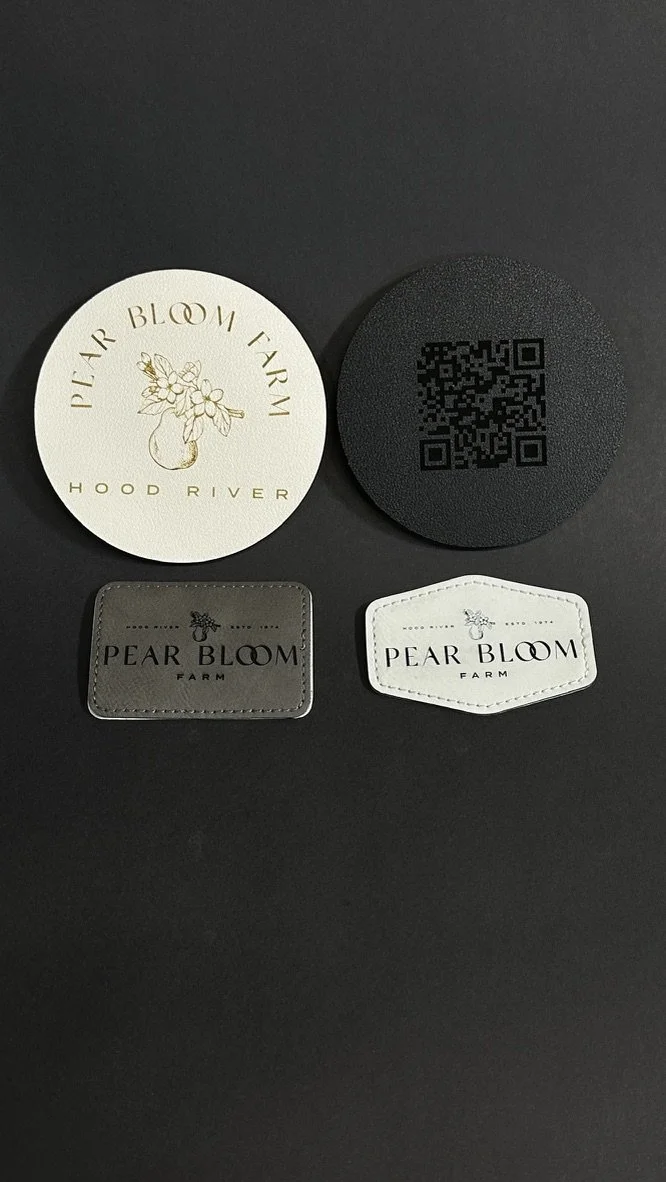 PEAR BLOOM FARM
HOOD RIVER
HOOD RIVER ESTD. 1974
PEAR BLOOM
FARM
HOOD RIVER ESTD. 1974
PEAR BLOOM
FARM